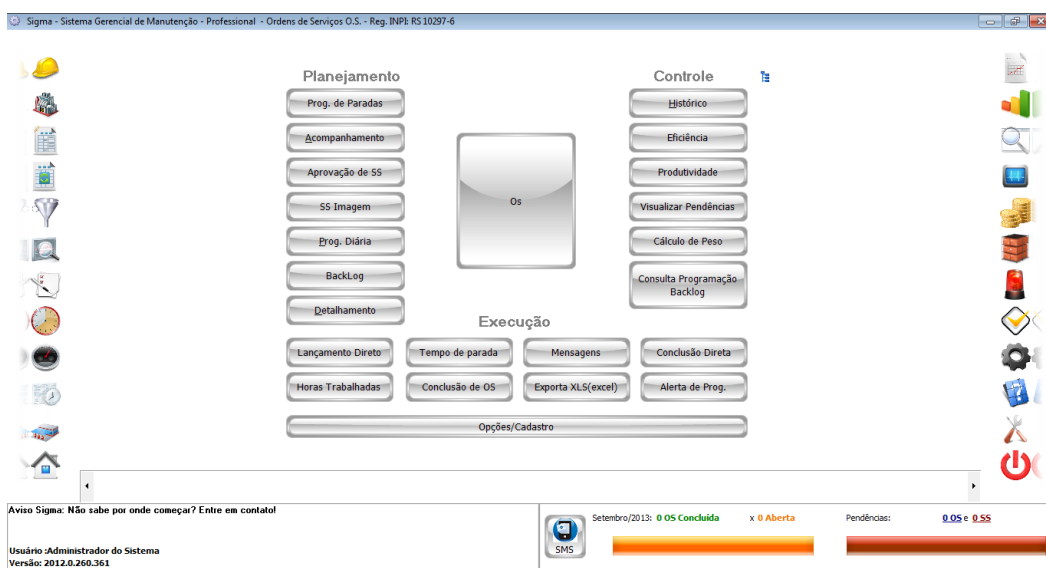 Sigma - Sistema Gerencial de Manutenção - Professional - Ordens de Serviços O.S. - Reg. INPI: RS 10297-6
Planejamento
Controle
Prog. de Paradas
Histórico
Acompanhamento
Eficiência
Aprovação de SS
Produtividade
Os
SS Imagem
Visualizar Pendências
Prog. Diária
Cálculo de Peso
BackLog
Consulta Programação
Backlog
Detalhamento
Execução
Lançamento Direto
Tempo de parada
Mensagens
Conclusão Direta
Horas Trabalhadas
Conclusão de OS
Exporta XLS(excel)
Alerta de Prog.
Opções/Cadastro
Aviso Sigma: Não sabe por onde começar? Entre em contato!
Setembro/2013: 0 OS Concluída x 0 Aberta
Pendências: 0 OS e 0 SS
SMS
Usuário :Administrador do Sistema
Versão: 2012.0.260.361